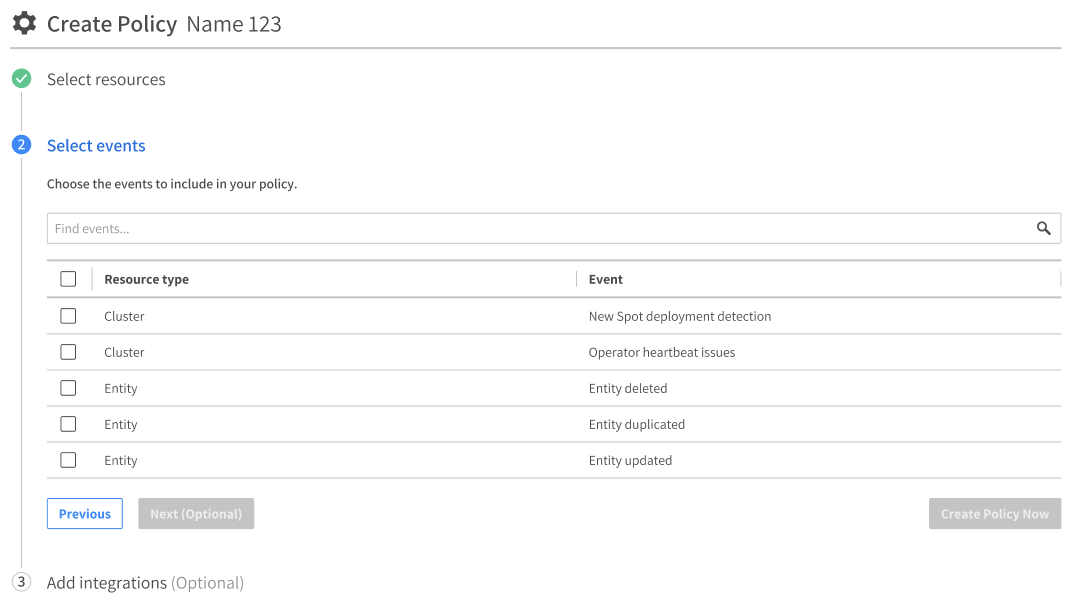 Create Policy Name 123
Select resources
2 Select events
Choose the events to include in your policy.
Find events...
Resource type Event
Cluster New Spot deployment detection
Cluster Operator heartbeat issues
Entity Entity deleted
Entity Entity duplicated
Entity Entity updated
Previous Next (Optional) Create Policy Now
3 Add integrations (Optional)